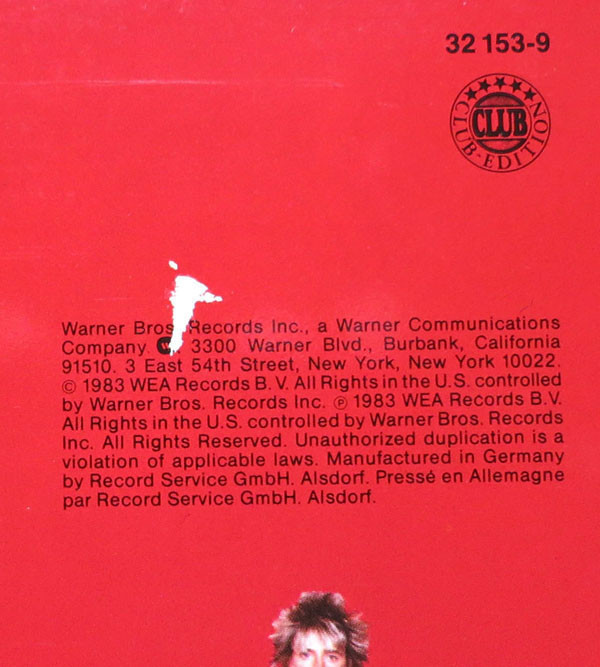 32 153-9
CLUB
CLUB-EDITION
Warner Bros. Records Inc., a Warner Communications
Company. 3300 Warner Blvd., Burbank, California
91510. 3 East 54th Street, New York, New York 10022.
© 1983 WEA Records B. V. All Rights in the U.S. controlled
by Warner Bros. Records Inc. ℗ 1983 WEA Records B.V.
All Rights in the U.S. controlled by Warner Bros. Records
Inc. All Rights Reserved. Unauthorized duplication is a
violation of applicable laws. Manufactured in Germany
by Record Service GmbH. Alsdorf. Pressé en Allemagne
par Record Service GmbH. Alsdorf.